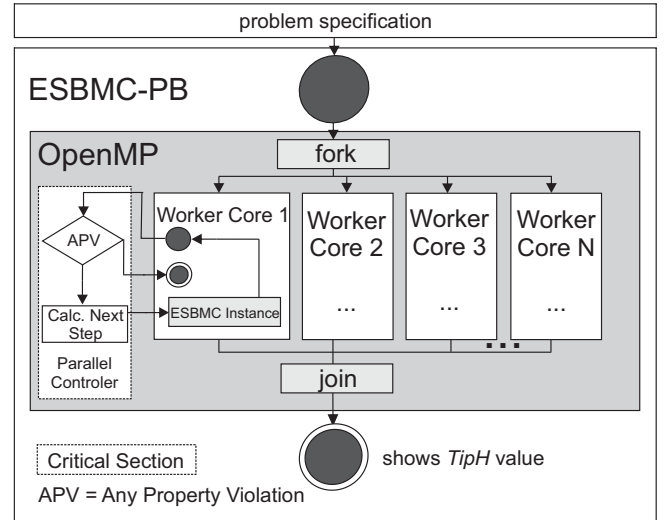 problem specification
ESBMC-PB
OpenMP
fork
Worker Core 1
Worker
Core 2
...
Worker
Core 3
...
Worker
Core N
...
APV
Calc. Next
Step
ESBMC Instance
Parallel
Controler
...
join
Critical Section
shows TipH value
APV = Any Property Violation